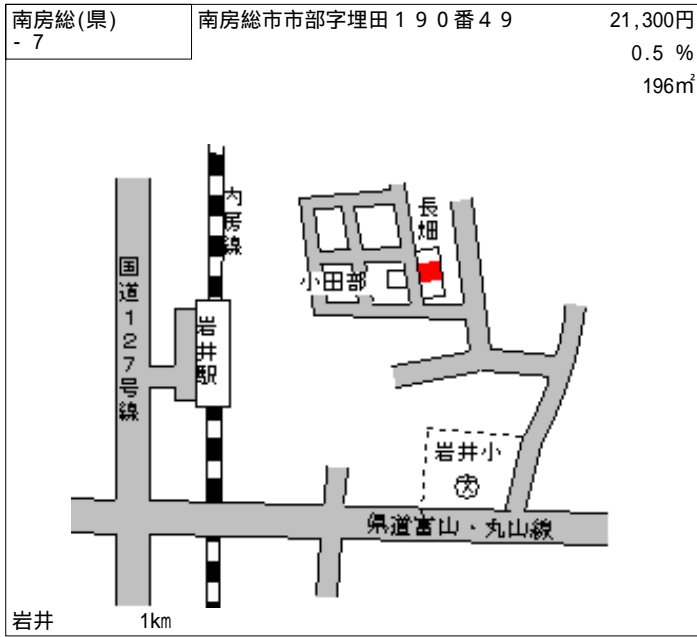 南房総(県)
- 7
南房総市市部字埋田１９０番４９
21,300円
0.5 %
196㎡
内房線
長畑
国道127号線
小田部
岩井駅
岩井小
文
県道富山・丸山線
岩井 1km